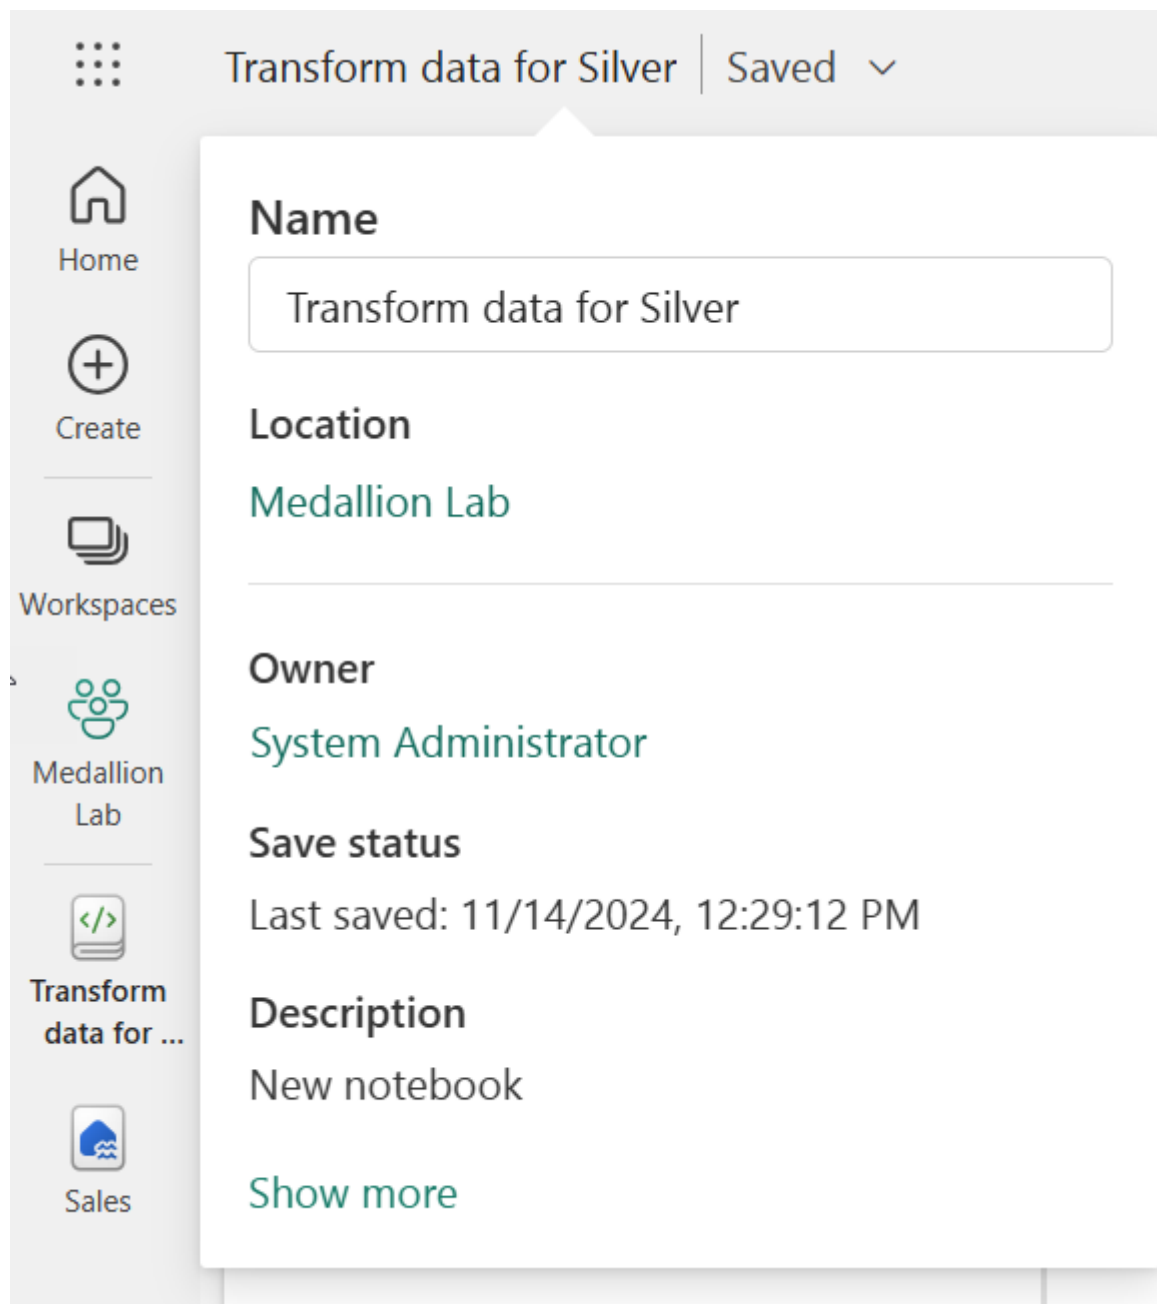 Transform data for Silver
Saved
Home
Create
Workspaces
Medallion
Lab
Transform
data for ...
Sales
Name
Transform data for Silver
Location
Medallion Lab
Owner
System Administrator
Save status
Last saved: 11/14/2024, 12:29:12 PM
Description
New notebook
Show more